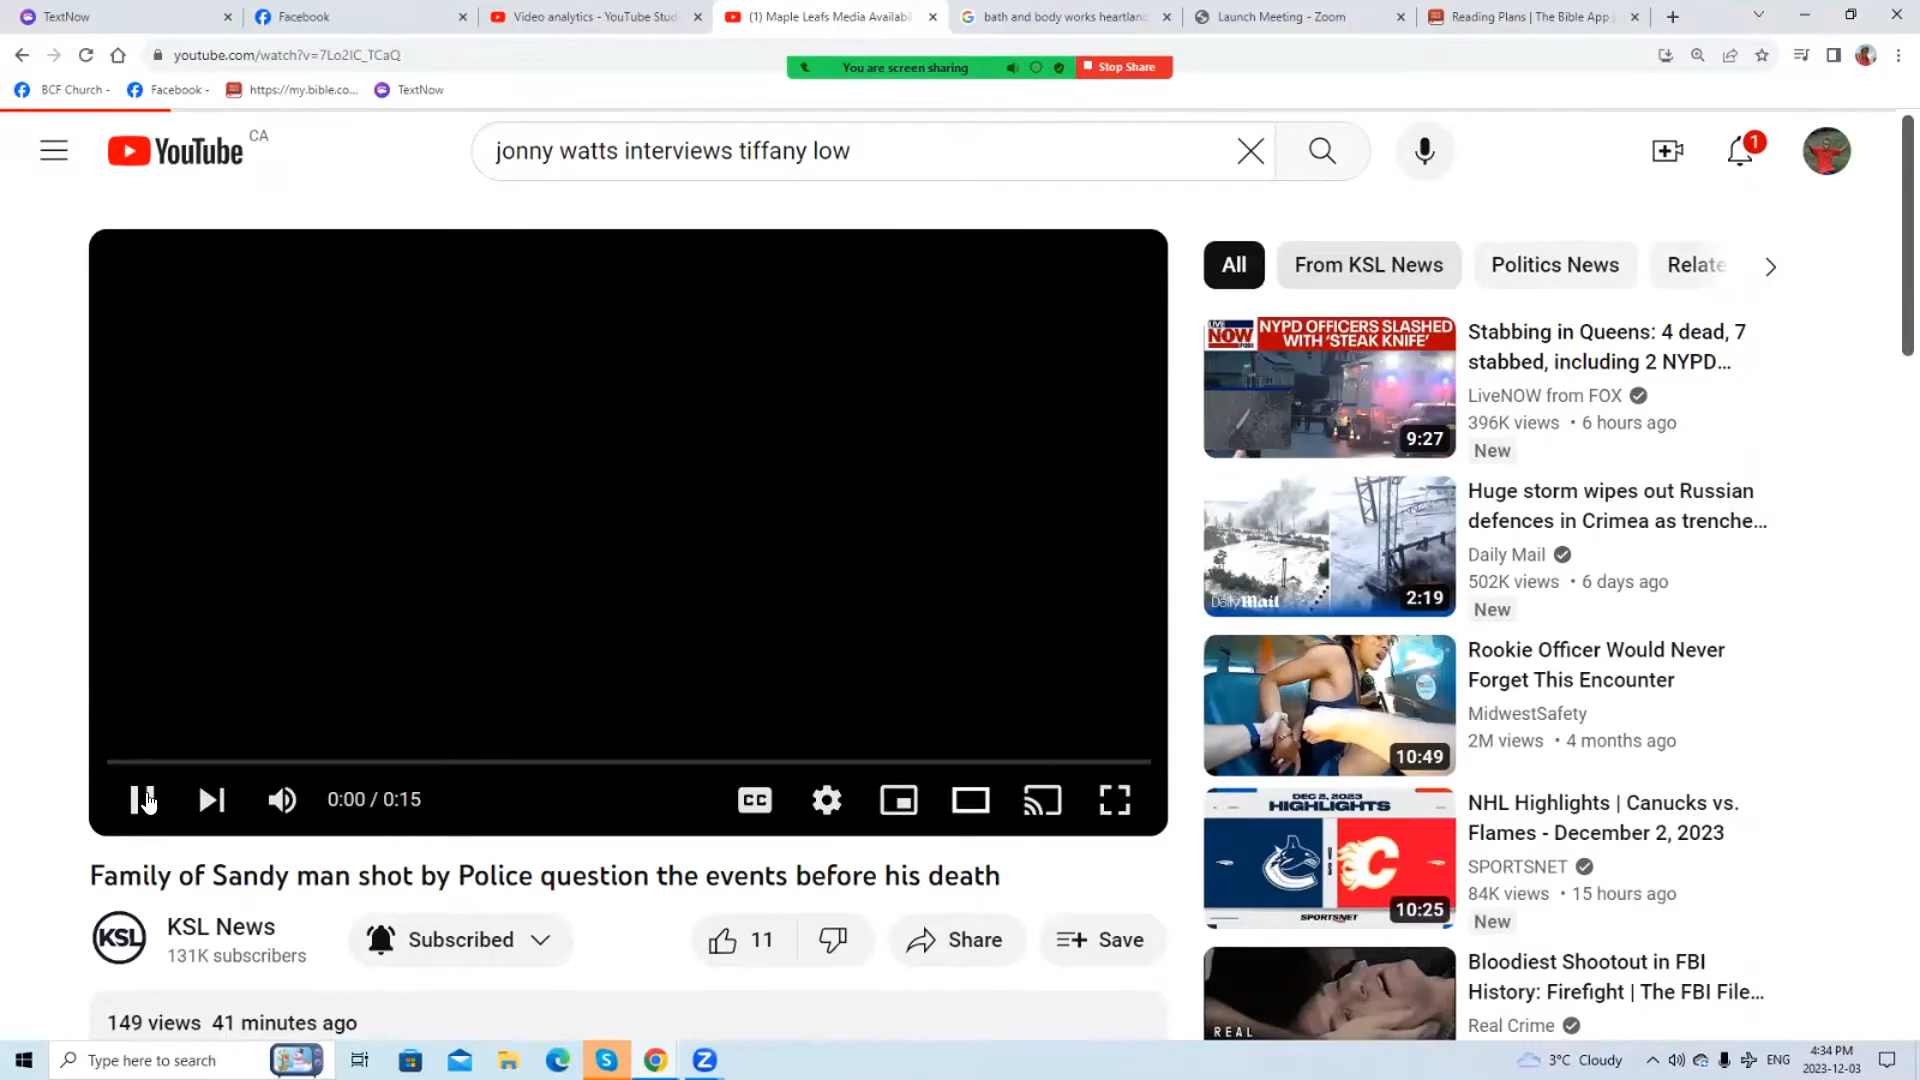 TextNow
Facebook
Video analytics - YouTube Stud
(1) Maple Leafs Media Availabi
bath and body works heartland
Launch Meeting - Zoom
Reading Plans | The Bible App
youtube.com/watch?v=7Lo2IC_TCaQ
You are screen sharing
Stop Share
BCF Church -
Facebook -
https://my.bible.co...
TextNow
YouTube
CA
jonny watts interviews tiffany low
1
All
From KSL News
Politics News
Relate
LIVE NOW
NYPD OFFICERS SLASHED
WITH 'STEAK KNIFE'
9:27
Stabbing in Queens: 4 dead, 7
stabbed, including 2 NYPD...
LiveNOW from FOX
396K views • 6 hours ago
New
Daily Mail
2:19
Huge storm wipes out Russian
defences in Crimea as trenche...
Daily Mail
502K views • 6 days ago
New
10:49
Rookie Officer Would Never
Forget This Encounter
MidwestSafety
2M views • 4 months ago
DEC 2, 2023
HIGHLIGHTS
SPORTSNET
10:25
NHL Highlights | Canucks vs.
Flames - December 2, 2023
SPORTSNET
84K views • 15 hours ago
New
REAL
Bloodiest Shootout in FBI
History: Firefight | The FBI File...
Real Crime
0:00 / 0:15
CC
Family of Sandy man shot by Police question the events before his death
KSL
KSL News
131K subscribers
Subscribed
11
Share
Save
149 views 41 minutes ago
Type here to search
3°C Cloudy
ENG
4:34 PM
2023-12-03